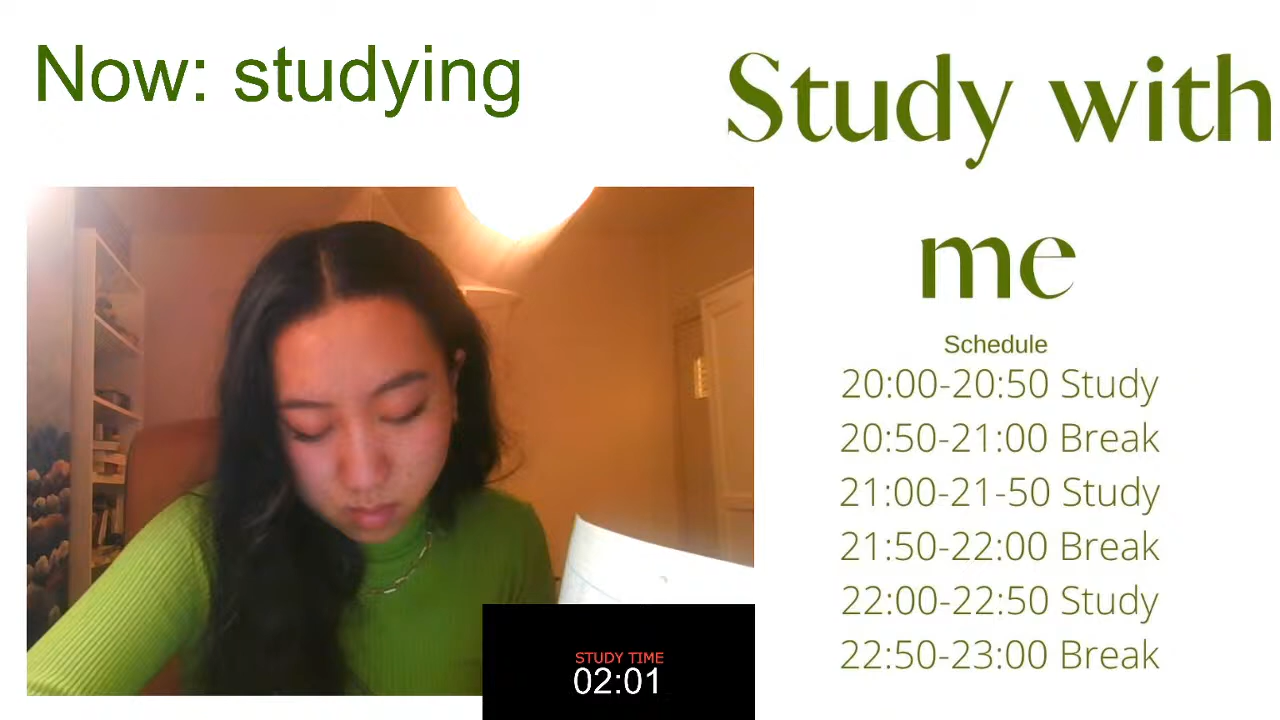 Now: studying
Study with
me
Schedule
20:00-20:50 Study
20:50-21:00 Break
21:00-21-50 Study
21:50-22:00 Break
22:00-22:50 Study
22:50-23:00 Break
STUDY TIME
02:01